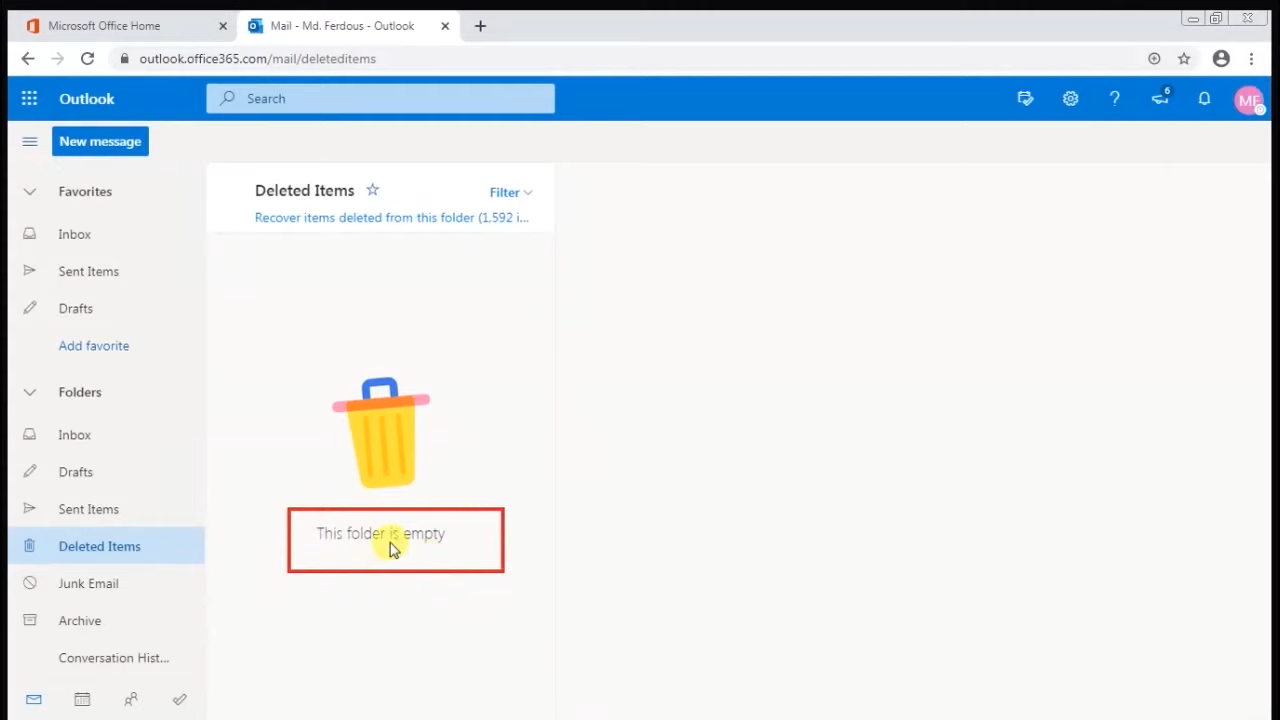 Microsoft Office Home
Mail - Md. Ferdous - Outlook
outlook.office365.com/mail/deleteditems
Outlook
Search
6
MF
New message
Favorites
Inbox
Sent Items
Drafts
Add favorite
Folders
Inbox
Drafts
Sent Items
Deleted Items
Junk Email
Archive
Conversation Hist...
Deleted Items
Filter
Recover items deleted from this folder (1,592 i...
This folder is empty